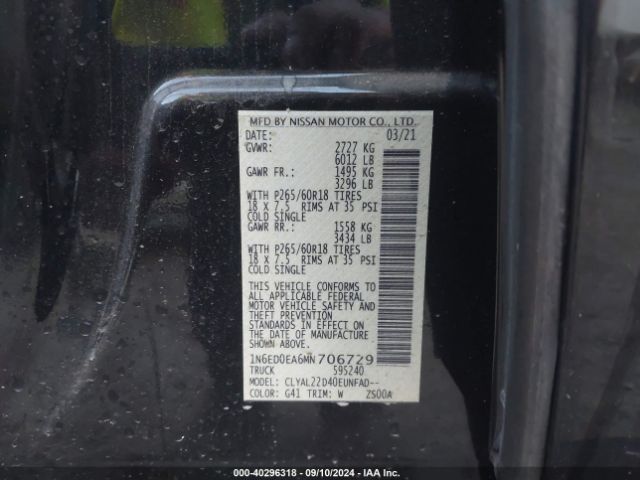 MFD BY NISSAN MOTOR CO., LTD.
DATE: 03/21
GVWR: 2727 KG
6012 LB
GAWR FR.: 1495 KG
3296 LB
WITH P265/60R18 TIRES
18 X 7.5 RIMS AT 35 PSI
COLD SINGLE
GAWR RR.: 1558 KG
3434 LB
WITH P265/60R18 TIRES
18 X 7.5 RIMS AT 35 PSI
COLD SINGLE
THIS VEHICLE CONFORMS TO
ALL APPLICABLE FEDERAL
MOTOR VEHICLE SAFETY AND
THEFT PREVENTION
STANDARDS IN EFFECT ON
THE DATE OF MANUFACTURE
SHOWN ABOVE.
1N6ED0EA6MN706729
TRUCK 595240
MODEL: CLYAL22D40EUNFAD--
COLOR: G41 TRIM: W ZS00A
000-40296318 - 09/10/2024 - IAA Inc.